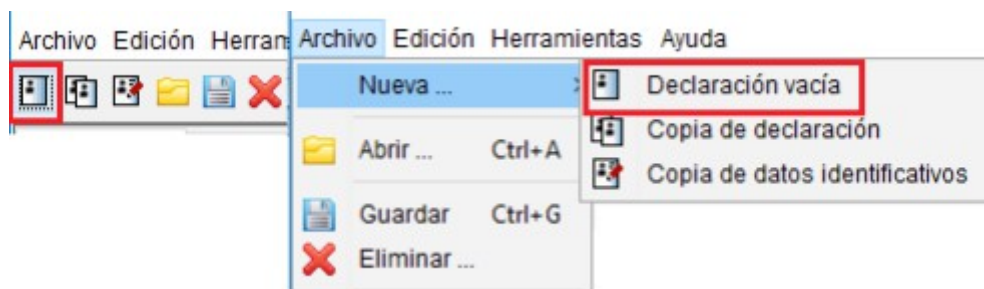 Archivo Edición Herram
Archivo Edición Herramientas Ayuda
Nueva ...
Declaración vacía
Copia de declaración
Copia de datos identificativos
Abrir ... Ctrl+A
Guardar Ctrl+G
Eliminar ...